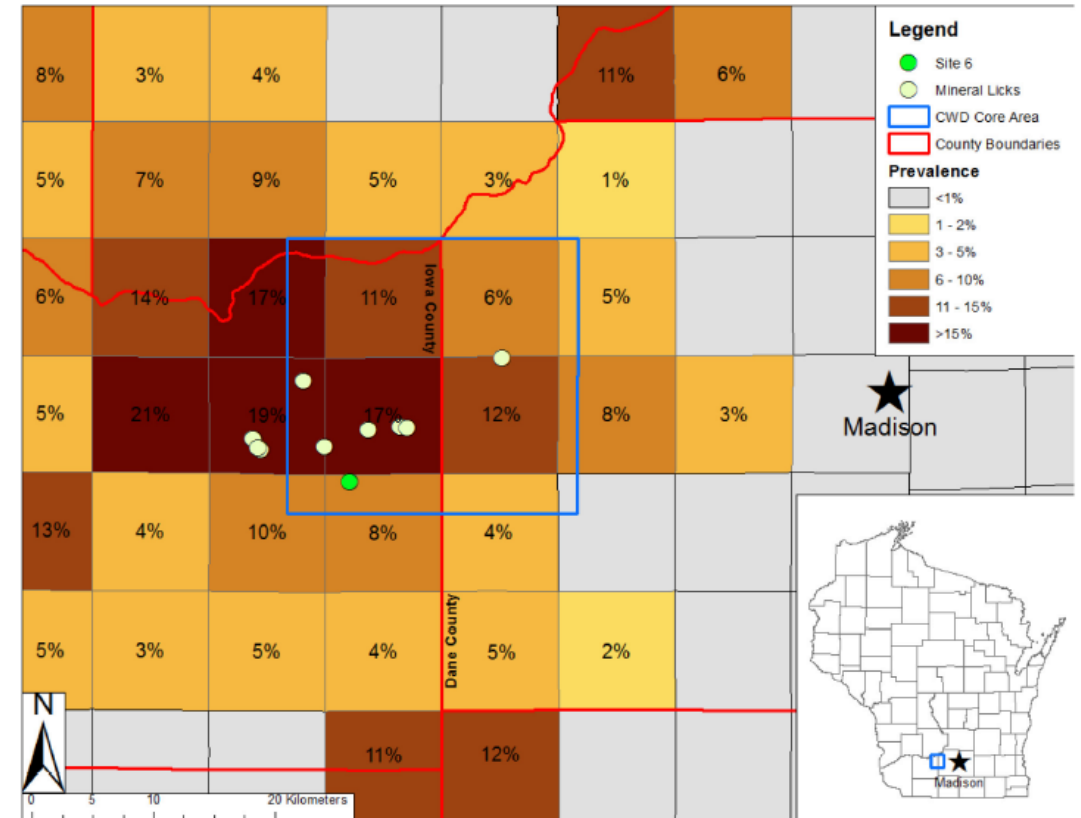 Legend
Site 6
Mineral Licks
CWD Core Area
County Boundaries
Prevalence
<1%
1 - 2%
3 - 5%
6 - 10%
11 - 15%
>15%
8% 3% 4% 11% 6%
5% 7% 9% 5% 3% 1%
6% 14% 17% 11% 6% 5%
Iowa County
5% 21% 19% 17% 12% 8% 3%
Madison
13% 4% 10% 8% 4%
5% 3% 5% 4% 5% 2%
Dane County
11% 12%
N
0 5 10 20 Kilometers
Madison